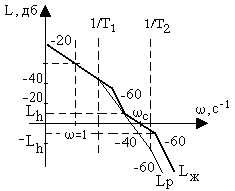 L, дб 1/T₁ 1/T₂
-20
-40
-20 -60
Lh ωc ω, с⁻¹
-Lh ω=1 -40 -60
-60
Lр Lж